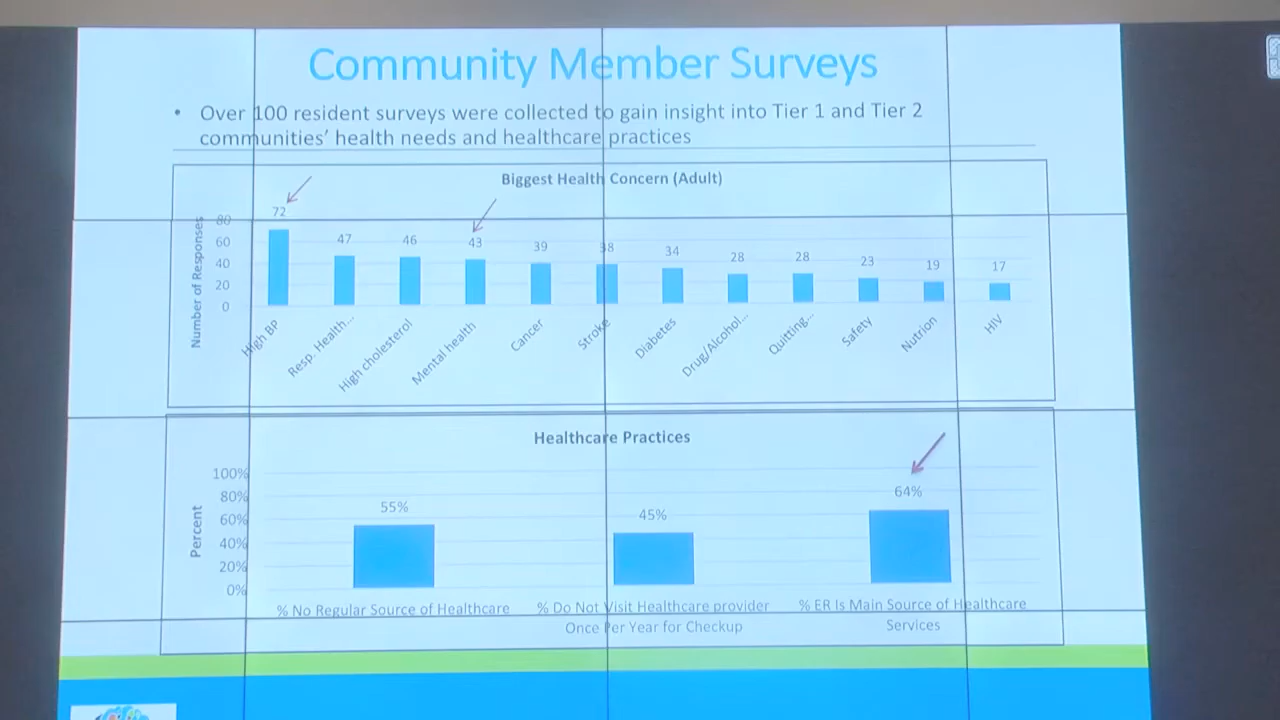 Community Member Surveys
• Over 100 resident surveys were collected to gain insight into Tier 1 and Tier 2
communities’ health needs and healthcare practices
Biggest Health Concern (Adult)
Number of Responses
80
60
40
20
0
72
47
46
43
39
38
34
28
28
23
19
17
High BP
Resp. Health...
High cholesterol
Mental health
Cancer
Stroke
Diabetes
Drug/Alcohol...
Quitting...
Safety
Nutrion
HIV
Healthcare Practices
Percent
100%
80%
60%
40%
20%
0%
55%
45%
64%
% No Regular Source of Healthcare
% Do Not Visit Healthcare provider
Once Per Year for Checkup
% ER Is Main Source of Healthcare
Services